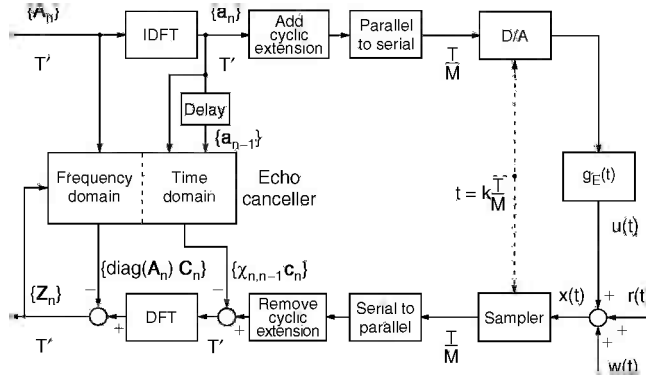 {A_n}
{a_n}
IDFT
Add
cyclic
extension
Parallel
to serial
D/A
T′
T′
T
M
Delay
{a_{n−1}}
Frequency
domain
Time
domain
Echo
canceller
t = k T
M
g_E(t)
u(t)
{diag(A_n) C_n}
{χ_{n,n−1} c_n}
{Z_n}
−
−
+
x(t)
r(t)
+
DFT
+
Remove
cyclic
extension
Serial to
parallel
Sampler
+
+
T′
T′
T
M
w(t)